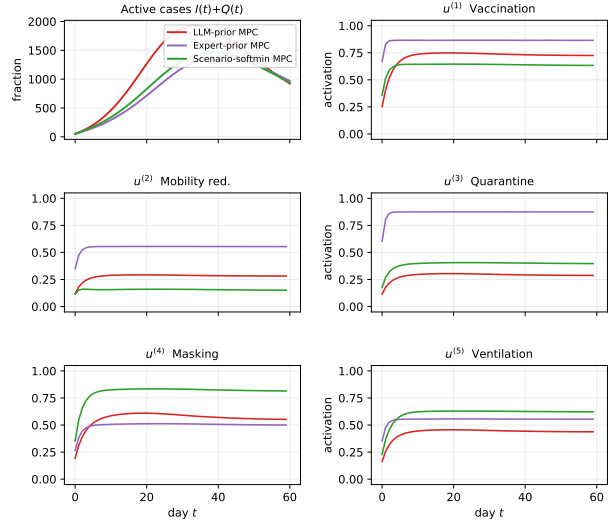 Active cases I(t)+Q(t)
2000
1500
1000
500
0
fraction
LLM-prior MPC
Expert-prior MPC
Scenario-softmin MPC
u⁽¹⁾ Vaccination
1.00
0.75
0.50
0.25
0.00
activation
u⁽²⁾ Mobility red.
1.00
0.75
0.50
0.25
0.00
u⁽³⁾ Quarantine
1.00
0.75
0.50
0.25
0.00
activation
u⁽⁴⁾ Masking
1.00
0.75
0.50
0.25
0.00
0 20 40 60
day t
u⁽⁵⁾ Ventilation
1.00
0.75
0.50
0.25
0.00
activation
0 20 40 60
day t